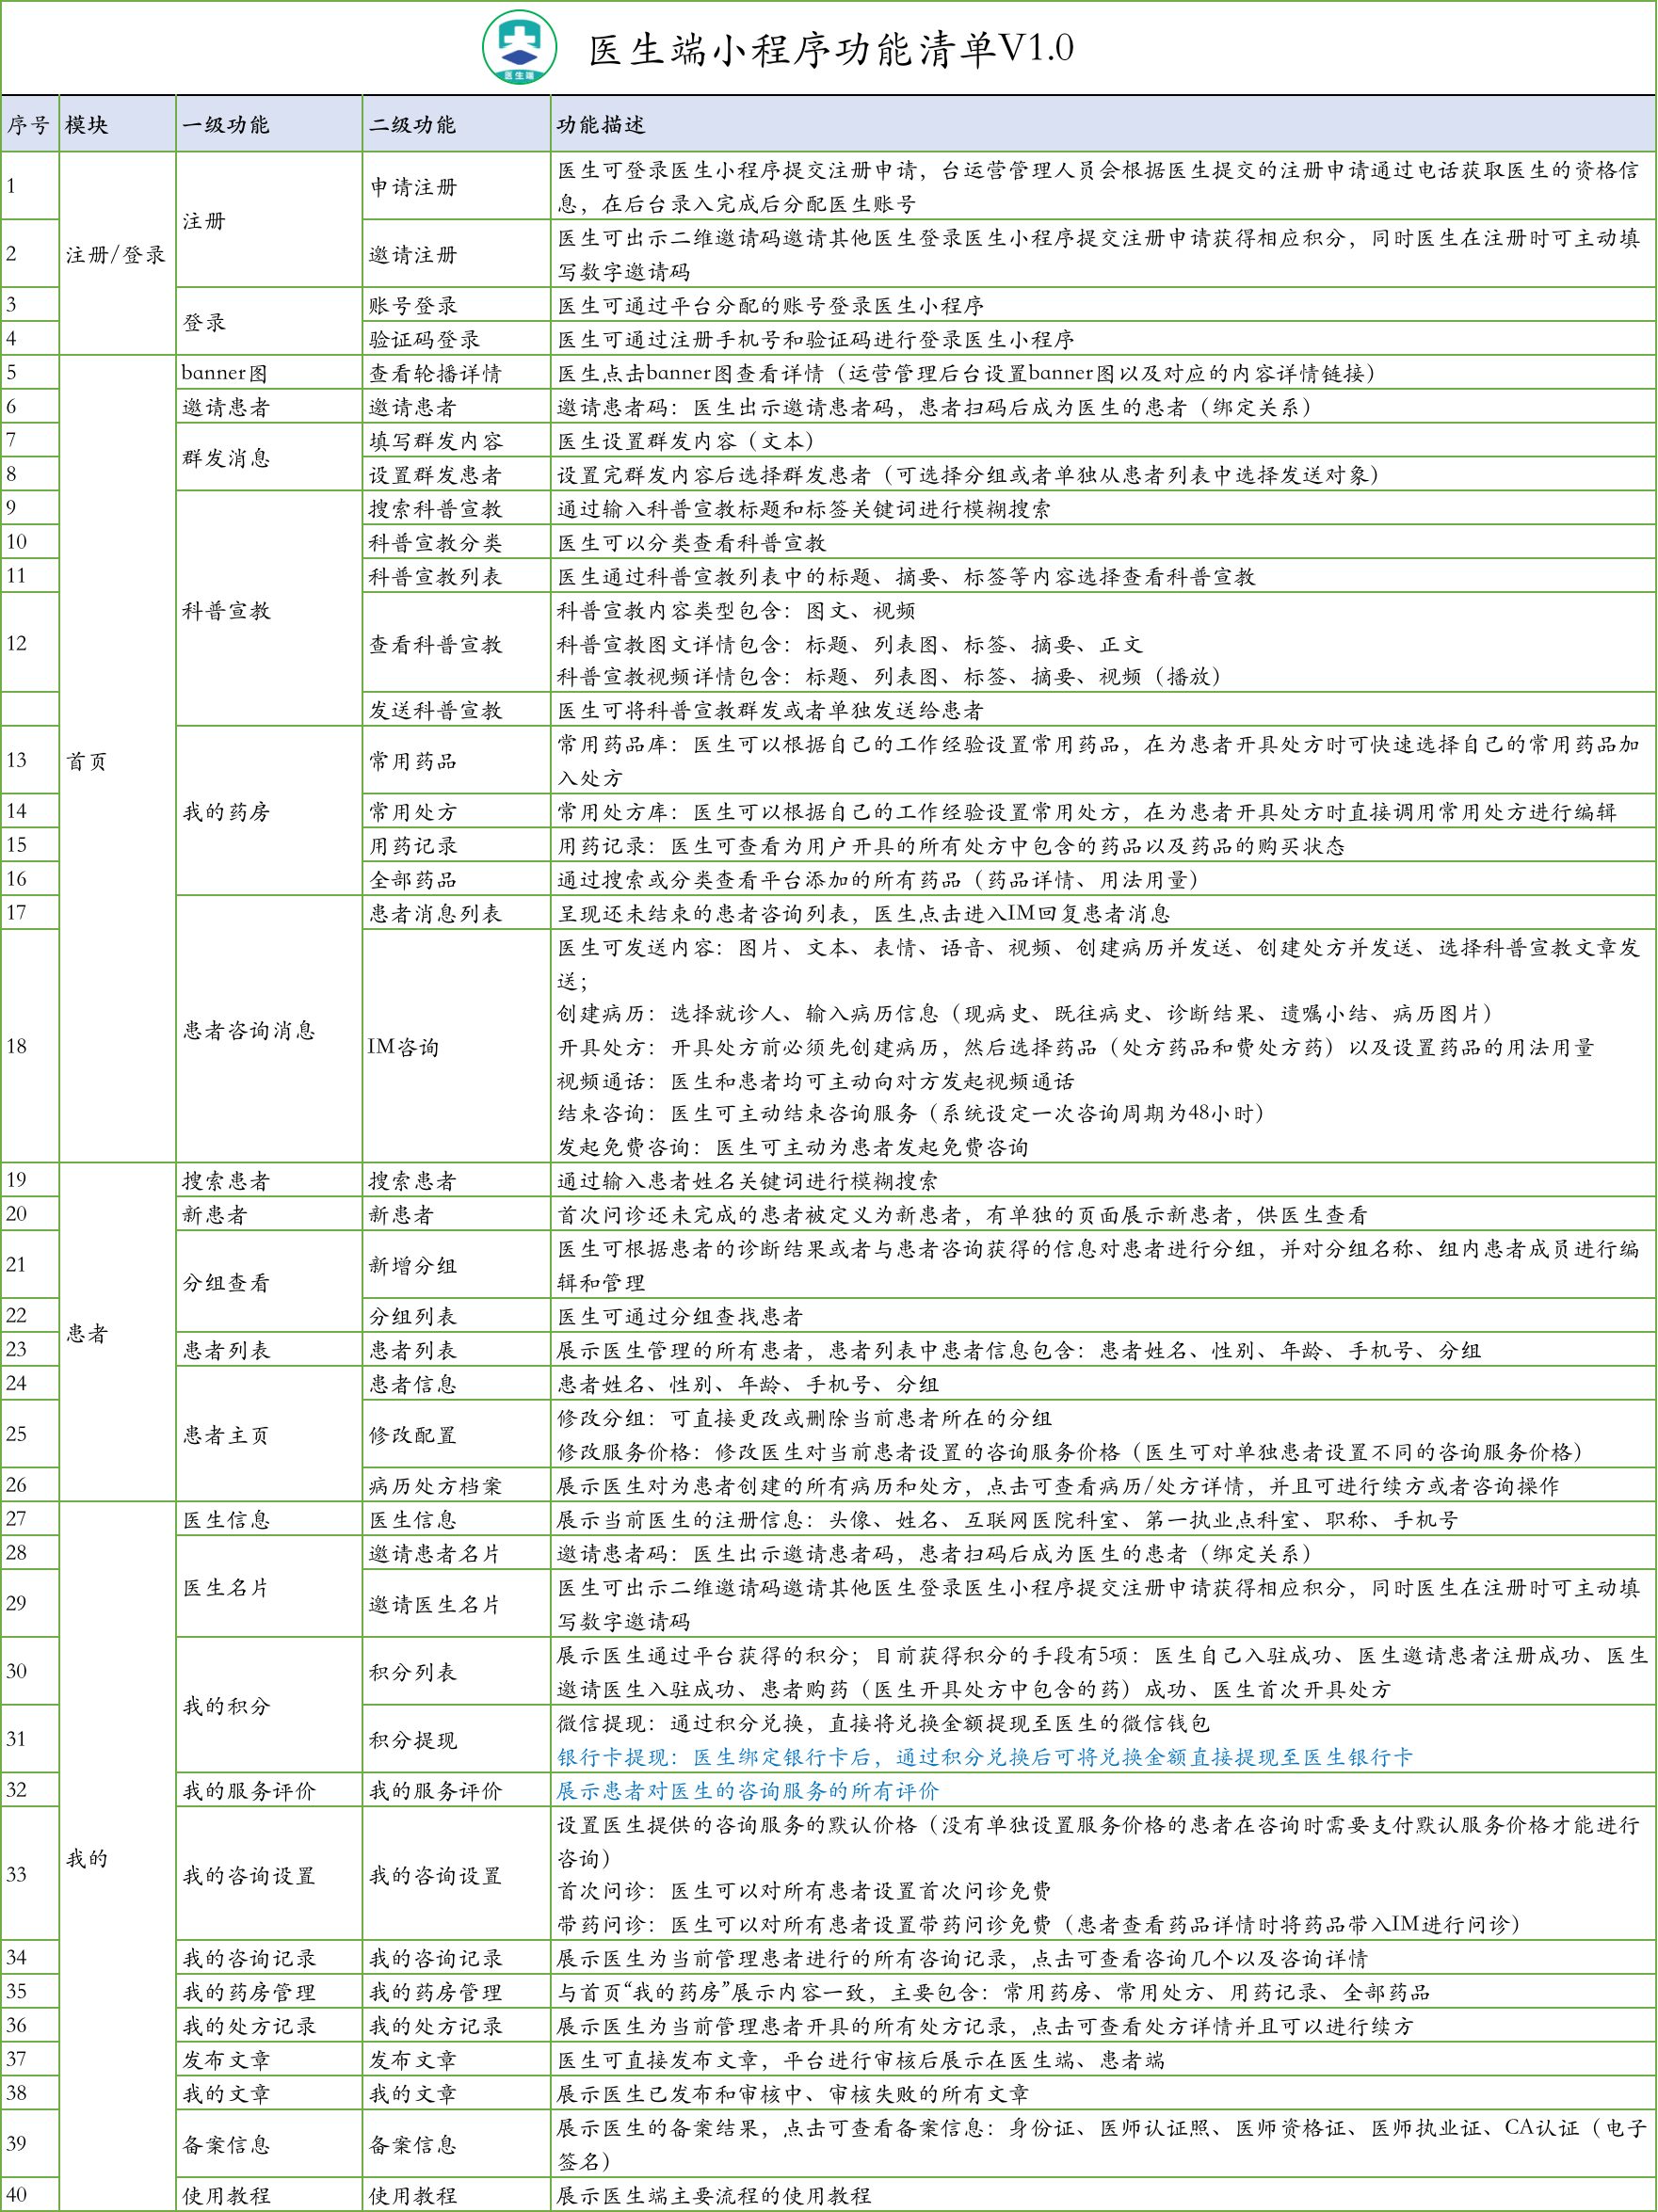 医生端
医生端小程序功能清单V1.0
序号 模块 一级功能 二级功能 功能描述
1 注册/登录 注册 申请注册 医生可登录医生小程序提交注册申请，台运营管理人员会根据医生提交的注册申请通过电话获取医生的资格信
息，在后台录入完成后分配医生账号
2 邀请注册 医生可出示二维邀请码邀请其他医生登录医生小程序提交注册申请获得相应积分，同时医生在注册时可主动填
写数字邀请码
3 登录 账号登录 医生可通过平台分配的账号登录医生小程序
4 验证码登录 医生可通过注册手机号和验证码进行登录医生小程序
5 首页 banner图 查看轮播详情 医生点击banner图查看详情（运营管理后台设置banner图以及对应的内容详情链接）
6 邀请患者 邀请患者 邀请患者码：医生出示邀请患者码，患者扫码后成为医生的患者（绑定关系）
7 群发消息 填写群发内容 医生设置群发内容（文本）
8 设置群发患者 设置完群发内容后选择群发患者（可选择分组或者单独从患者列表中选择发送对象）
9 科普宣教 搜索科普宣教 通过输入科普宣教标题和标签关键词进行模糊搜索
10 科普宣教分类 医生可以分类查看科普宣教
11 科普宣教列表 医生通过科普宣教列表中的标题、摘要、标签等内容选择查看科普宣教
12 查看科普宣教 科普宣教内容类型包含：图文、视频
科普宣教图文详情包含：标题、列表图、标签、摘要、正文
科普宣教视频详情包含：标题、列表图、标签、摘要、视频（播放）
发送科普宣教 医生可将科普宣教群发或者单独发送给患者
13 我的药房 常用药品 常用药品库：医生可以根据自己的工作经验设置常用药品，在为患者开具处方时可快速选择自己的常用药品加
入处方
14 常用处方 常用处方库：医生可以根据自己的工作经验设置常用处方，在为患者开具处方时直接调用常用处方进行编辑
15 用药记录 用药记录：医生可查看为用户开具的所有处方中包含的药品以及药品的购买状态
16 全部药品 通过搜索或分类查看平台添加的所有药品（药品详情、用法用量）
17 患者咨询消息 患者消息列表 呈现还未结束的患者咨询列表，医生点击进入IM回复患者消息
18 IM咨询 医生可发送内容：图片、文本、表情、语音、视频、创建病历并发送、创建处方并发送、选择科普宣教文章发
送；
创建病历：选择就诊人、输入病历信息（现病史、既往病史、诊断结果、遗嘱小结、病历图片）
开具处方：开具处方前必须先创建病历，然后选择药品（处方药品和费处方药）以及设置药品的用法用量
视频通话：医生和患者均可主动向对方发起视频通话
结束咨询：医生可主动结束咨询服务（系统设定一次咨询周期为48小时）
发起免费咨询：医生可主动为患者发起免费咨询
19 患者 搜索患者 搜索患者 通过输入患者姓名关键词进行模糊搜索
20 新患者 新患者 首次问诊还未完成的患者被定义为新患者，有单独的页面展示新患者，供医生查看
21 分组查看 新增分组 医生可根据患者的诊断结果或者与患者咨询获得的信息对患者进行分组，并对分组名称、组内患者成员进行编
辑和管理
22 分组列表 医生可通过分组查找患者
23 患者列表 患者列表 展示医生管理的所有患者，患者列表中患者信息包含：患者姓名、性别、年龄、手机号、分组
24 患者主页 患者信息 患者姓名、性别、年龄、手机号、分组
25 修改配置 修改分组：可直接更改或删除当前患者所在的分组
修改服务价格：修改医生对当前患者设置的咨询服务价格（医生可对单独患者设置不同的咨询服务价格）
26 病历处方档案 展示医生对为患者创建的所有病历和处方，点击可查看病历/处方详情，并且可进行续方或者咨询操作
27 我的 医生信息 医生信息 展示当前医生的注册信息：头像、姓名、互联网医院科室、第一执业点科室、职称、手机号
28 医生名片 邀请患者名片 邀请患者码：医生出示邀请患者码，患者扫码后成为医生的患者（绑定关系）
29 邀请医生名片 医生可出示二维邀请码邀请其他医生登录医生小程序提交注册申请获得相应积分，同时医生在注册时可主动填
写数字邀请码
30 我的积分 积分列表 展示医生通过平台获得的积分；目前获得积分的手段有5项：医生自己入驻成功、医生邀请患者注册成功、医生
邀请医生入驻成功、患者购药（医生开具处方中包含的药）成功、医生首次开具处方
31 积分提现 微信提现：通过积分兑换，直接将兑换金额提现至医生的微信钱包
银行卡提现：医生绑定银行卡后，通过积分兑换后可将兑换金额直接提现至医生银行卡
32 我的服务评价 我的服务评价 展示患者对医生的咨询服务的所有评价
33 我的咨询设置 我的咨询设置 设置医生提供的咨询服务的默认价格（没有单独设置服务价格的患者在咨询时需要支付默认服务价格才能进行
咨询）
首次问诊：医生可以对所有患者设置首次问诊免费
带药问诊：医生可以对所有患者设置带药问诊免费（患者查看药品详情时将药品带入IM进行问诊）
34 我的咨询记录 我的咨询记录 展示医生为当前管理患者进行的所有咨询记录，点击可查看咨询几个以及咨询详情
35 我的药房管理 我的药房管理 与首页“我的药房”展示内容一致，主要包含：常用药房、常用处方、用药记录、全部药品
36 我的处方记录 我的处方记录 展示医生为当前管理患者开具的所有处方记录，点击可查看处方详情并且可以进行续方
37 发布文章 发布文章 医生可直接发布文章，平台进行审核后展示在医生端、患者端
38 我的文章 我的文章 展示医生已发布和审核中、审核失败的所有文章
39 备案信息 备案信息 展示医生的备案结果，点击可查看备案信息：身份证、医师认证照、医师资格证、医师执业证、CA认证（电子
签名）
40 使用教程 使用教程 展示医生端主要流程的使用教程